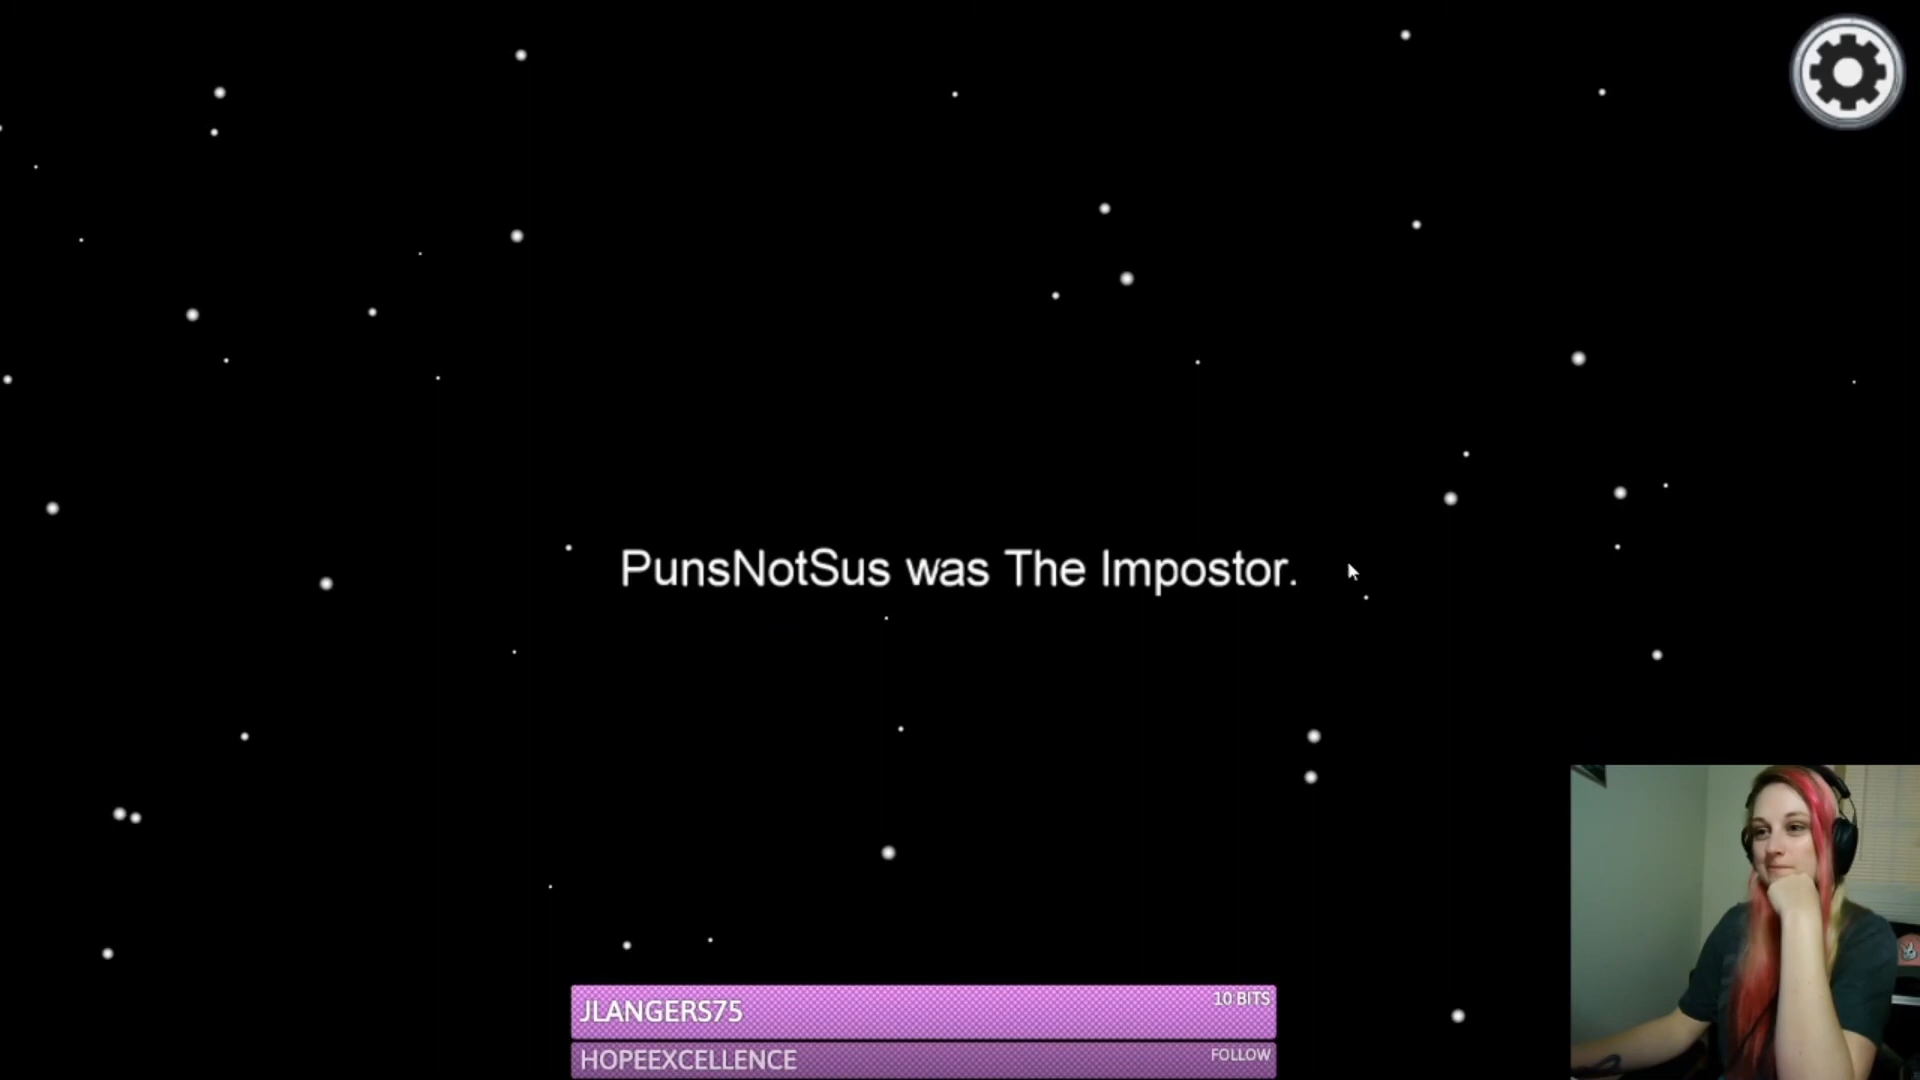 PunsNotSus was The Impostor.
JLANGERS75
10 BITS
HOPEEXCELLENCE
FOLLOW